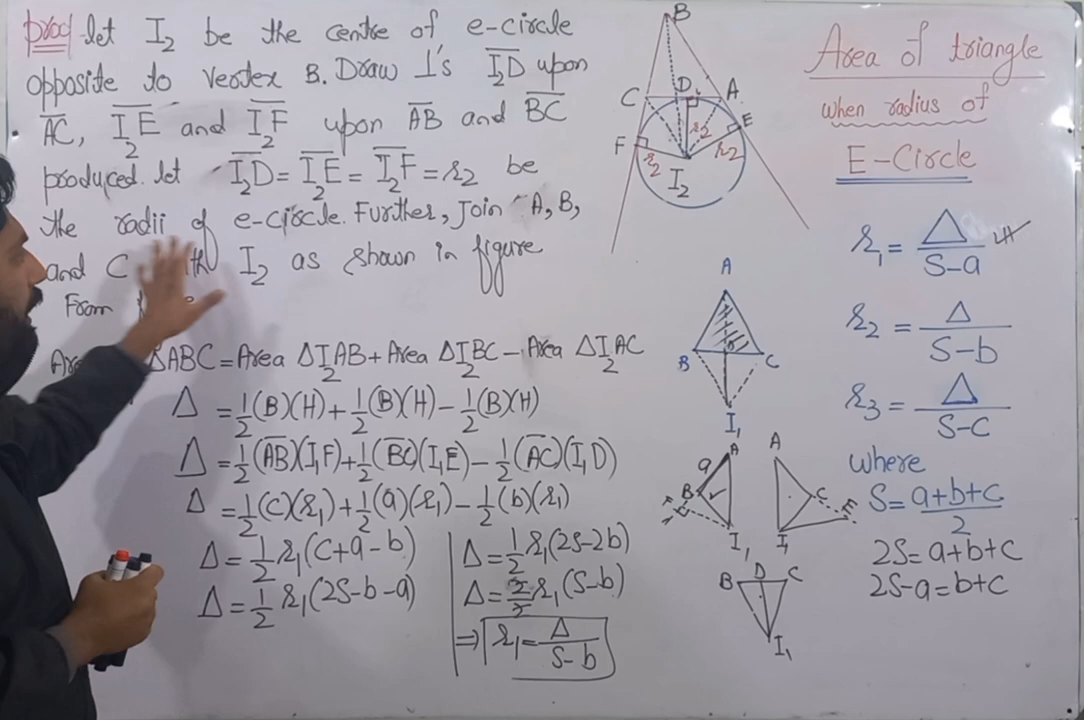 proof let I₂ be the centre of e-circle
opposite to vertex B. Draw ⊥'s I₂D upon
AC, I₂E and I₂F upon AB and BC
produced. let I₂D = I₂E = I₂F = r₂ be
the radii of e-circle. Further, Join A, B,
and C I₂ as shown in figure
From
ΔABC = Area ΔI₂AB + Area ΔI₂BC - Area ΔI₂AC
Δ = 1/2(B)(H) + 1/2(B)(H) - 1/2(B)(H)
Δ = 1/2(AB)(I₁F) + 1/2(BC)(I₁E) - 1/2(AC)(I₁D)
Δ = 1/2(C)(r₁) + 1/2(a)(r₁) - 1/2(b)(r₁)
Δ = 1/2 r₁(C+a-b)
Δ = 1/2 r₁(2S-b-a)
Δ = 1/2 r₁(2S-2b)
Δ = 2/2 r₁(S-b)
⇒ r₁ = Δ/S-b
B
C D A
F E
r₂ r₂ r₂
I₂
A
B C
I₁
A
a
B
F
I₁
A
C
E
I₁
B D C
I₁
Area of triangle
when radius of
E-Circle
r₁ = Δ/S-a
r₂ = Δ/S-b
r₃ = Δ/S-c
where
S = a+b+c/2
2S = a+b+c
2S-a = b+c